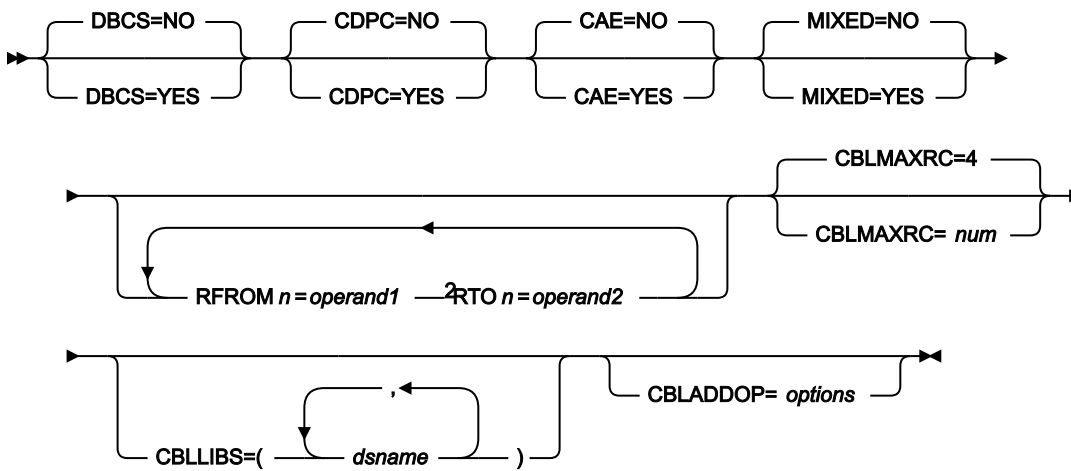 DBCS=NO CDPC=NO CAE=NO MIXED=NO
DBCS=YES CDPC=YES CAE=YES MIXED=YES
CBLMAXRC=4
CBLMAXRC= num
RFROM n=operand1 2 RTO n=operand2
,
CBLADDOP= options
CBLLIBS=( dsname )